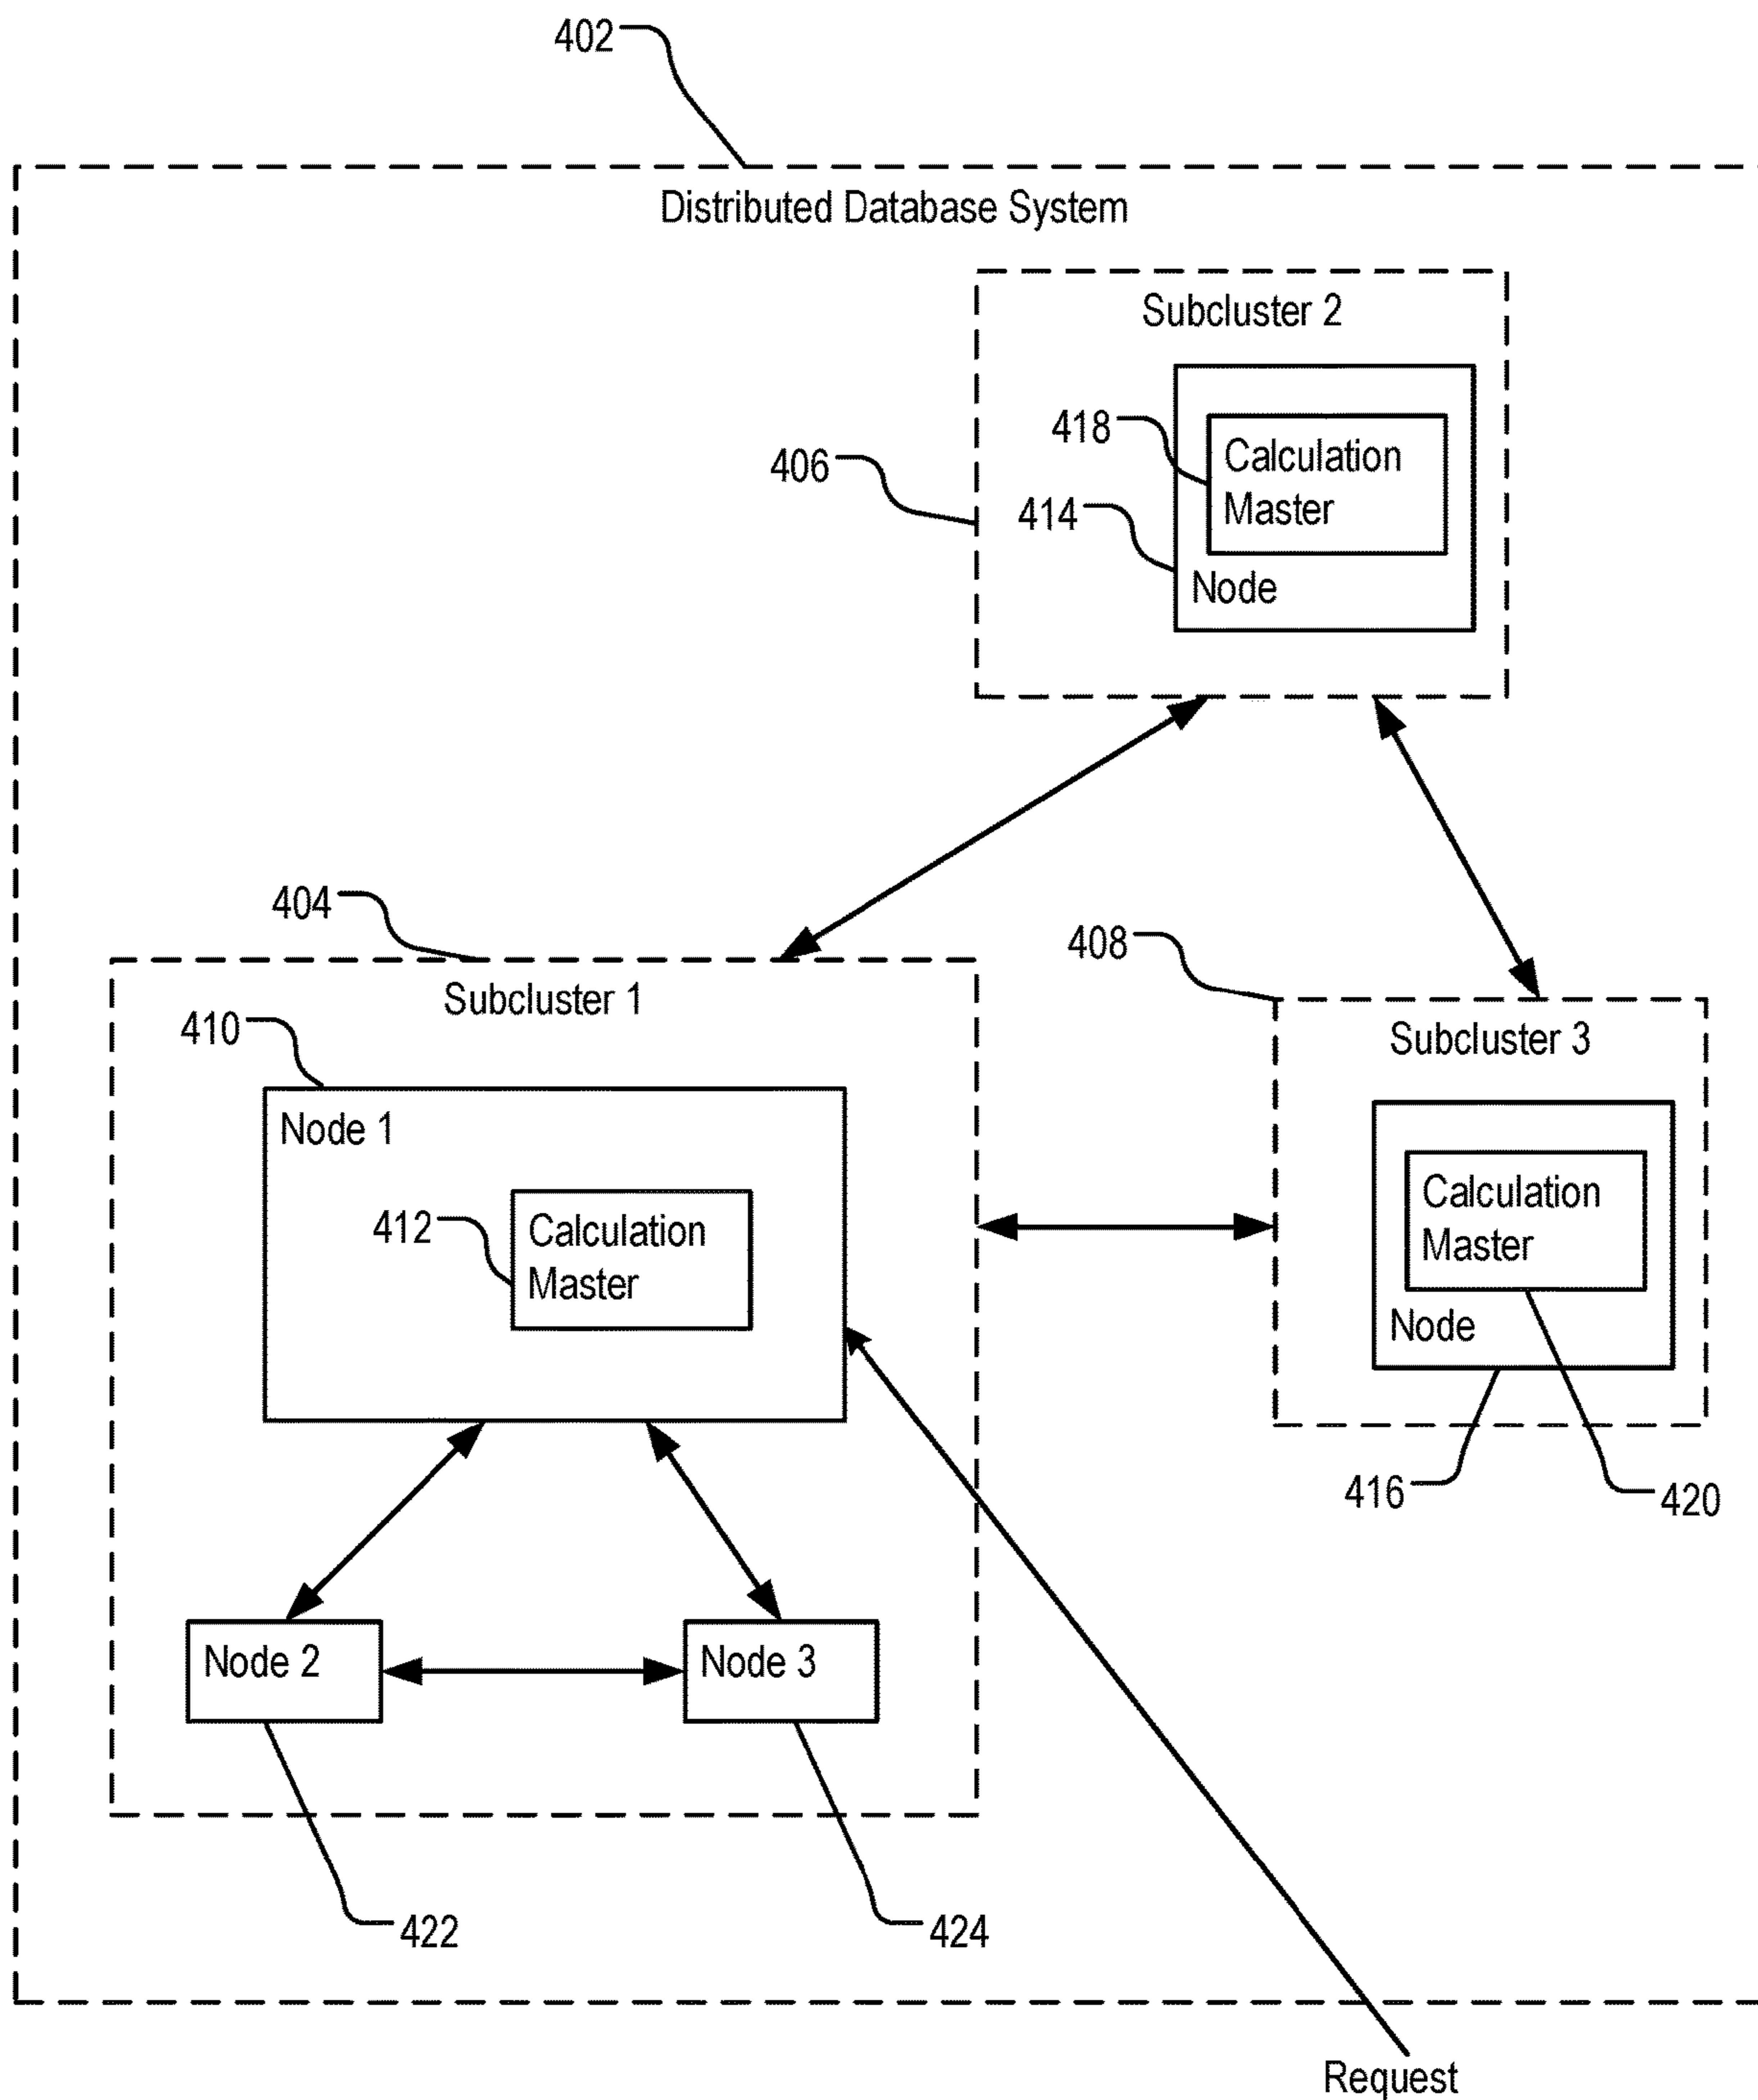 402
Distributed Database System
Subcluster 2
418
Calculation
Master
406
414
Node
404
408
Subcluster 1
410
Subcluster 3
Node 1
Calculation
Master
412
Calculation
Master
Node
416
420
Node 2
Node 3
422
424
Request